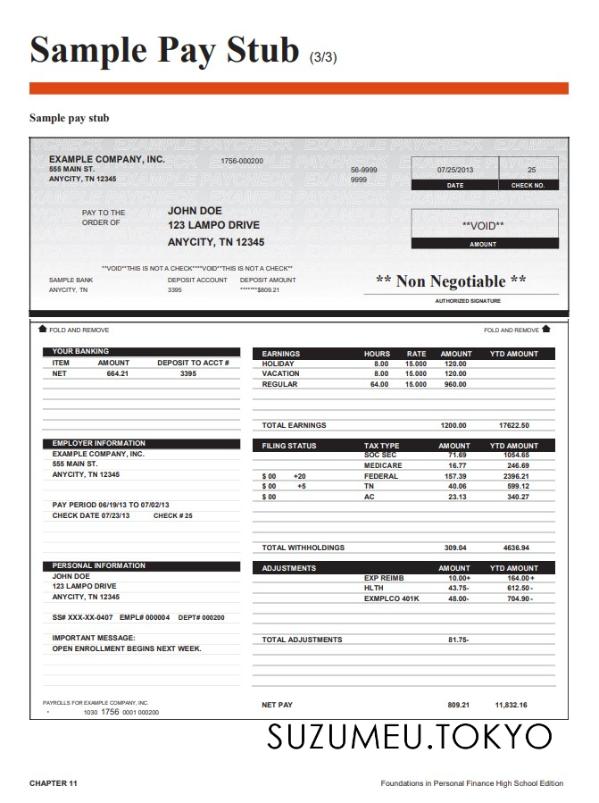 Sample Pay Stub (3/3)
Sample pay stub
EXAMPLE COMPANY, INC. 1756-000200
555 MAIN ST.
ANYCITY, TN 12345
56-9999
9999
07/25/2013 25
DATE CHECK NO.
PAY TO THE
ORDER OF
JOHN DOE
123 LAMPO DRIVE
ANYCITY, TN 12345
**VOID**
AMOUNT
**VOID**THIS IS NOT A CHECK****VOID**THIS IS NOT A CHECK**
SAMPLE BANK DEPOSIT ACCOUNT DEPOSIT AMOUNT
ANYCITY, TN 3395 *******$809.21
** Non Negotiable **
AUTHORIZED SIGNATURE
FOLD AND REMOVE FOLD AND REMOVE
YOUR BANKING
ITEM AMOUNT DEPOSIT TO ACCT #
NET 664.21 3395
EARNINGS HOURS RATE AMOUNT YTD AMOUNT
HOLIDAY 8.00 15.000 120.00
VACATION 8.00 15.000 120.00
REGULAR 64.00 15.000 960.00
TOTAL EARNINGS 1200.00 17622.50
EMPLOYER INFORMATION
EXAMPLE COMPANY, INC.
555 MAIN ST.
ANYCITY, TN 12345
PAY PERIOD 06/19/13 TO 07/02/13
CHECK DATE 07/23/13 CHECK # 25
FILING STATUS TAX TYPE AMOUNT YTD AMOUNT
SOC SEC 71.69 1054.65
MEDICARE 16.77 246.69
$ 00 +20 FEDERAL 157.39 2396.21
$ 00 +5 TN 40.06 599.12
$ 00 AC 23.13 340.27
TOTAL WITHHOLDINGS 309.04 4636.94
PERSONAL INFORMATION
JOHN DOE
123 LAMPO DRIVE
ANYCITY, TN 12345
SS# XXX-XX-0407 EMPL# 000004 DEPT# 000200
IMPORTANT MESSAGE:
OPEN ENROLLMENT BEGINS NEXT WEEK.
ADJUSTMENTS AMOUNT YTD AMOUNT
EXP REIMB 10.00+ 164.00+
HLTH 43.75- 612.50-
EXMPLCO 401K 48.00- 704.90-
TOTAL ADJUSTMENTS 81.75-
PAYROLLS FOR EXAMPLE COMPANY, INC.
* 1030 1756 0001 000200
NET PAY 809.21 11,832.16
SUZUMEU.TOKYO
CHAPTER 11 Foundations in Personal Finance High School Edition